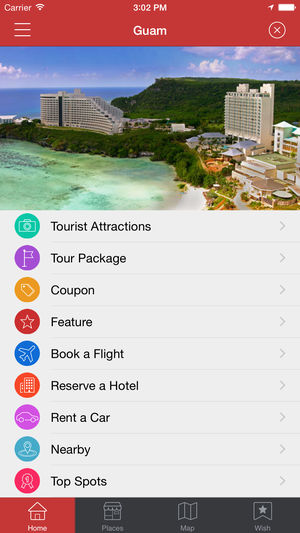 Carrier 3:02 PM
Guam
Tourist Attractions
Tour Package
Coupon
Feature
Book a Flight
Reserve a Hotel
Rent a Car
Nearby
Top Spots
Home Places Map Wish